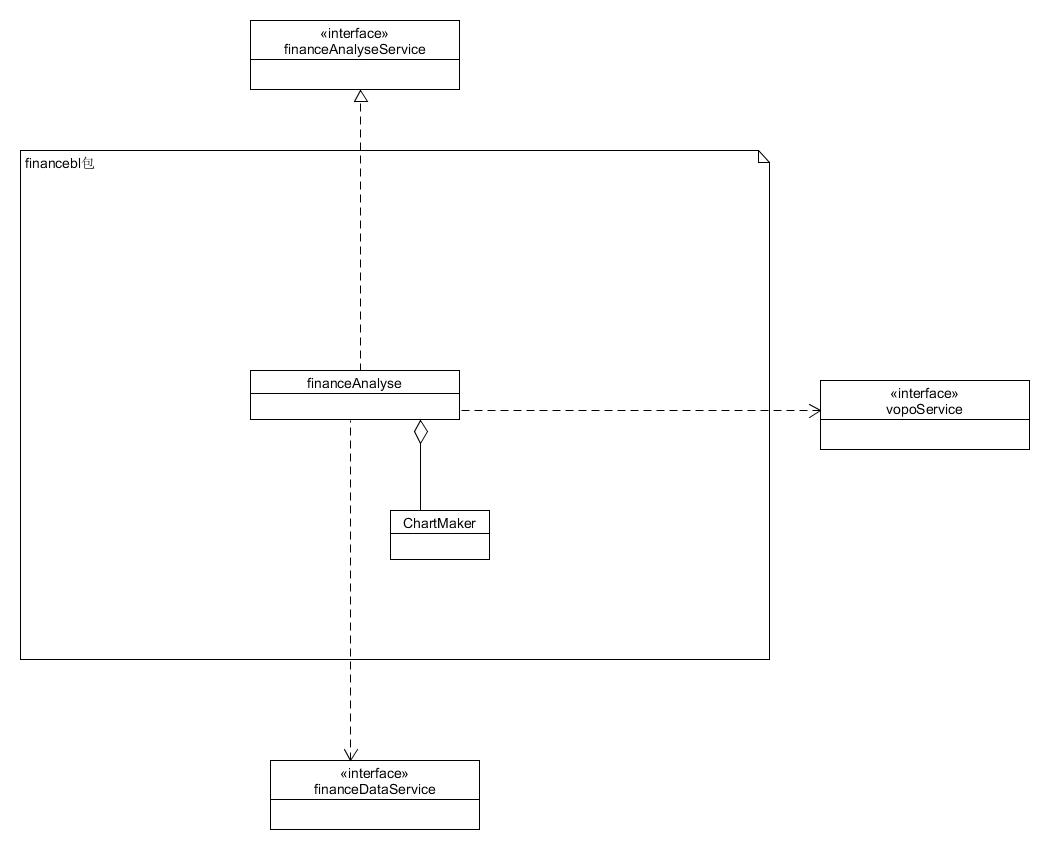 «interface»
financeAnalyseService
financebl包
financeAnalyse
«interface»
vopoService
ChartMaker
«interface»
financeDataService